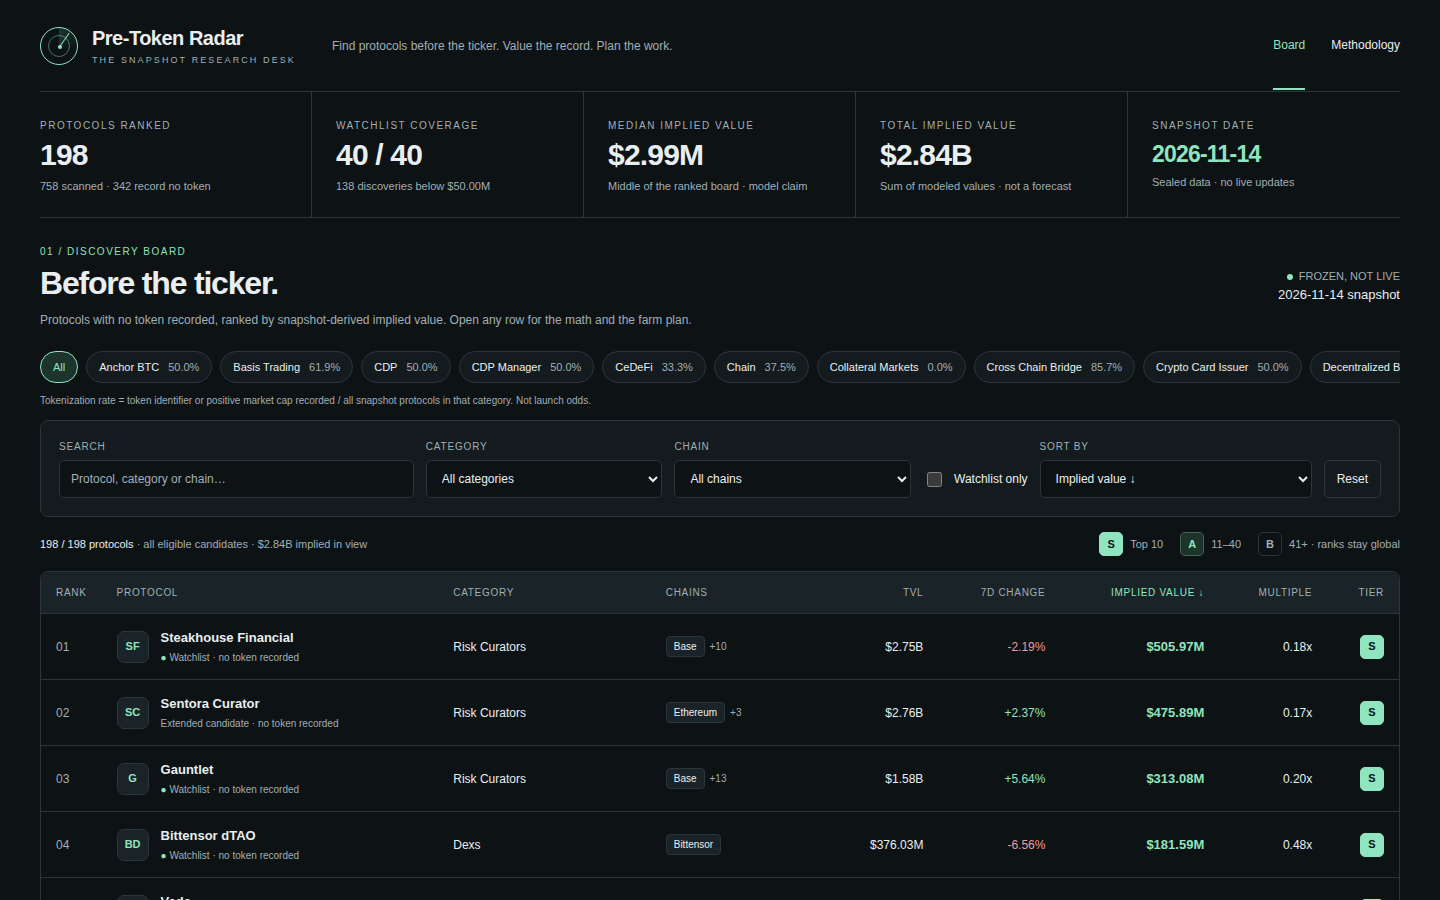 Pre-Token Radar
THE SNAPSHOT RESEARCH DESK
Find protocols before the ticker. Value the record. Plan the work.
Board
Methodology
PROTOCOLS RANKED
198
758 scanned · 342 record no token
WATCHLIST COVERAGE
40 / 40
138 discoveries below $50.00M
MEDIAN IMPLIED VALUE
$2.99M
Middle of the ranked board · model claim
TOTAL IMPLIED VALUE
$2.84B
Sum of modeled values · not a forecast
SNAPSHOT DATE
2026-11-14
Sealed data · no live updates
01 / DISCOVERY BOARD
Before the ticker.
Protocols with no token recorded, ranked by snapshot-derived implied value. Open any row for the math and the farm plan.
● FROZEN, NOT LIVE
2026-11-14 snapshot
All
Anchor BTC 50.0%
Basis Trading 61.9%
CDP 50.0%
CDP Manager 50.0%
CeDeFi 33.3%
Chain 37.5%
Collateral Markets 0.0%
Cross Chain Bridge 85.7%
Crypto Card Issuer 50.0%
Decentralized B
Tokenization rate = token identifier or positive market cap recorded / all snapshot protocols in that category. Not launch odds.
SEARCH
Protocol, category or chain…
CATEGORY
All categories
CHAIN
All chains
Watchlist only
SORT BY
Implied value ↓
Reset
198 / 198 protocols · all eligible candidates · $2.84B implied in view
S Top 10
A 11–40
B 41+ · ranks stay global
RANK PROTOCOL CATEGORY CHAINS TVL 7D CHANGE IMPLIED VALUE ↓ MULTIPLE TIER
01 SF Steakhouse Financial Risk Curators Base +10 $2.75B -2.19% $505.97M 0.18x S
● Watchlist · no token recorded
02 SC Sentora Curator Risk Curators Ethereum +3 $2.76B +2.37% $475.89M 0.17x S
Extended candidate · no token recorded
03 G Gauntlet Risk Curators Base +13 $1.58B +5.64% $313.08M 0.20x S
● Watchlist · no token recorded
04 BD Bittensor dTAO Dexs Bittensor $376.03M -6.56% $181.59M 0.48x S
● Watchlist · no token recorded